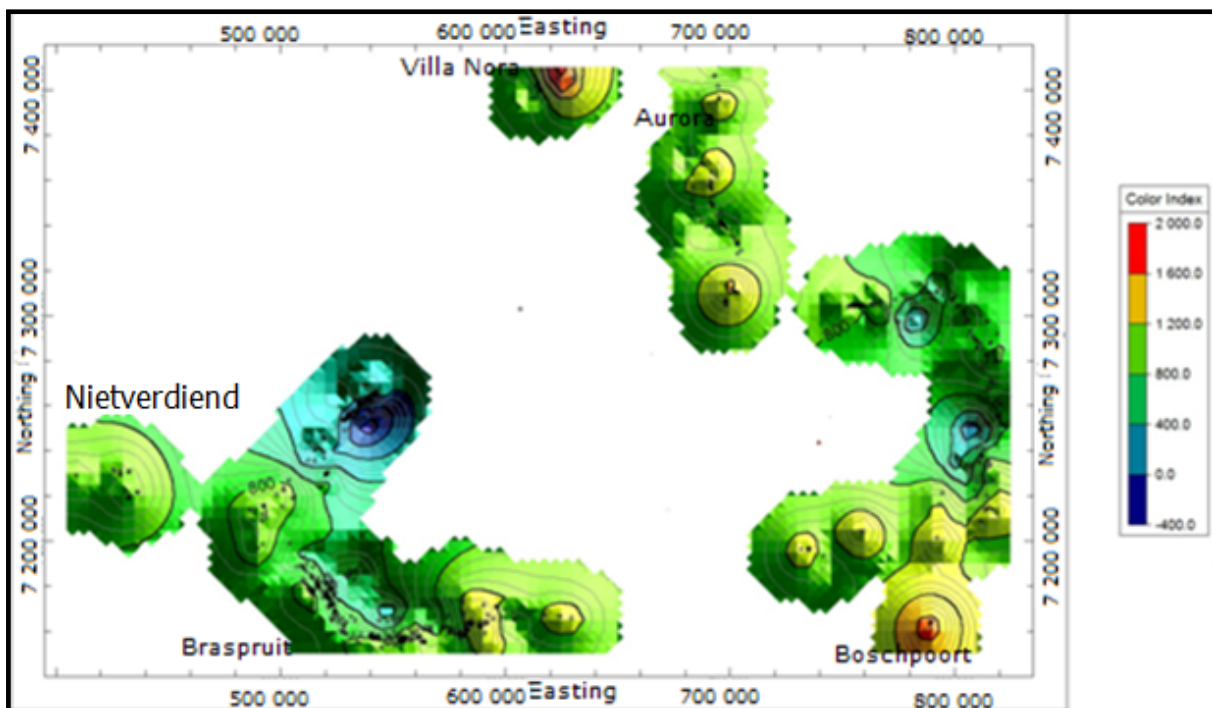 500 000 600 000 Easting 700 000 800 000
Villa Nora
Aurora
7 400 000
7 400 000
Color Index
2 000.0
1 600.0
1 200.0
800.0
400.0
0.0
-400.0
7 300 000
7 300 000
800
Northing
Northing
Nietverdiend
800
7 200 000
7 200 000
Braspruit
Boschpoort
500 000 600 000 Easting 700 000 800 000